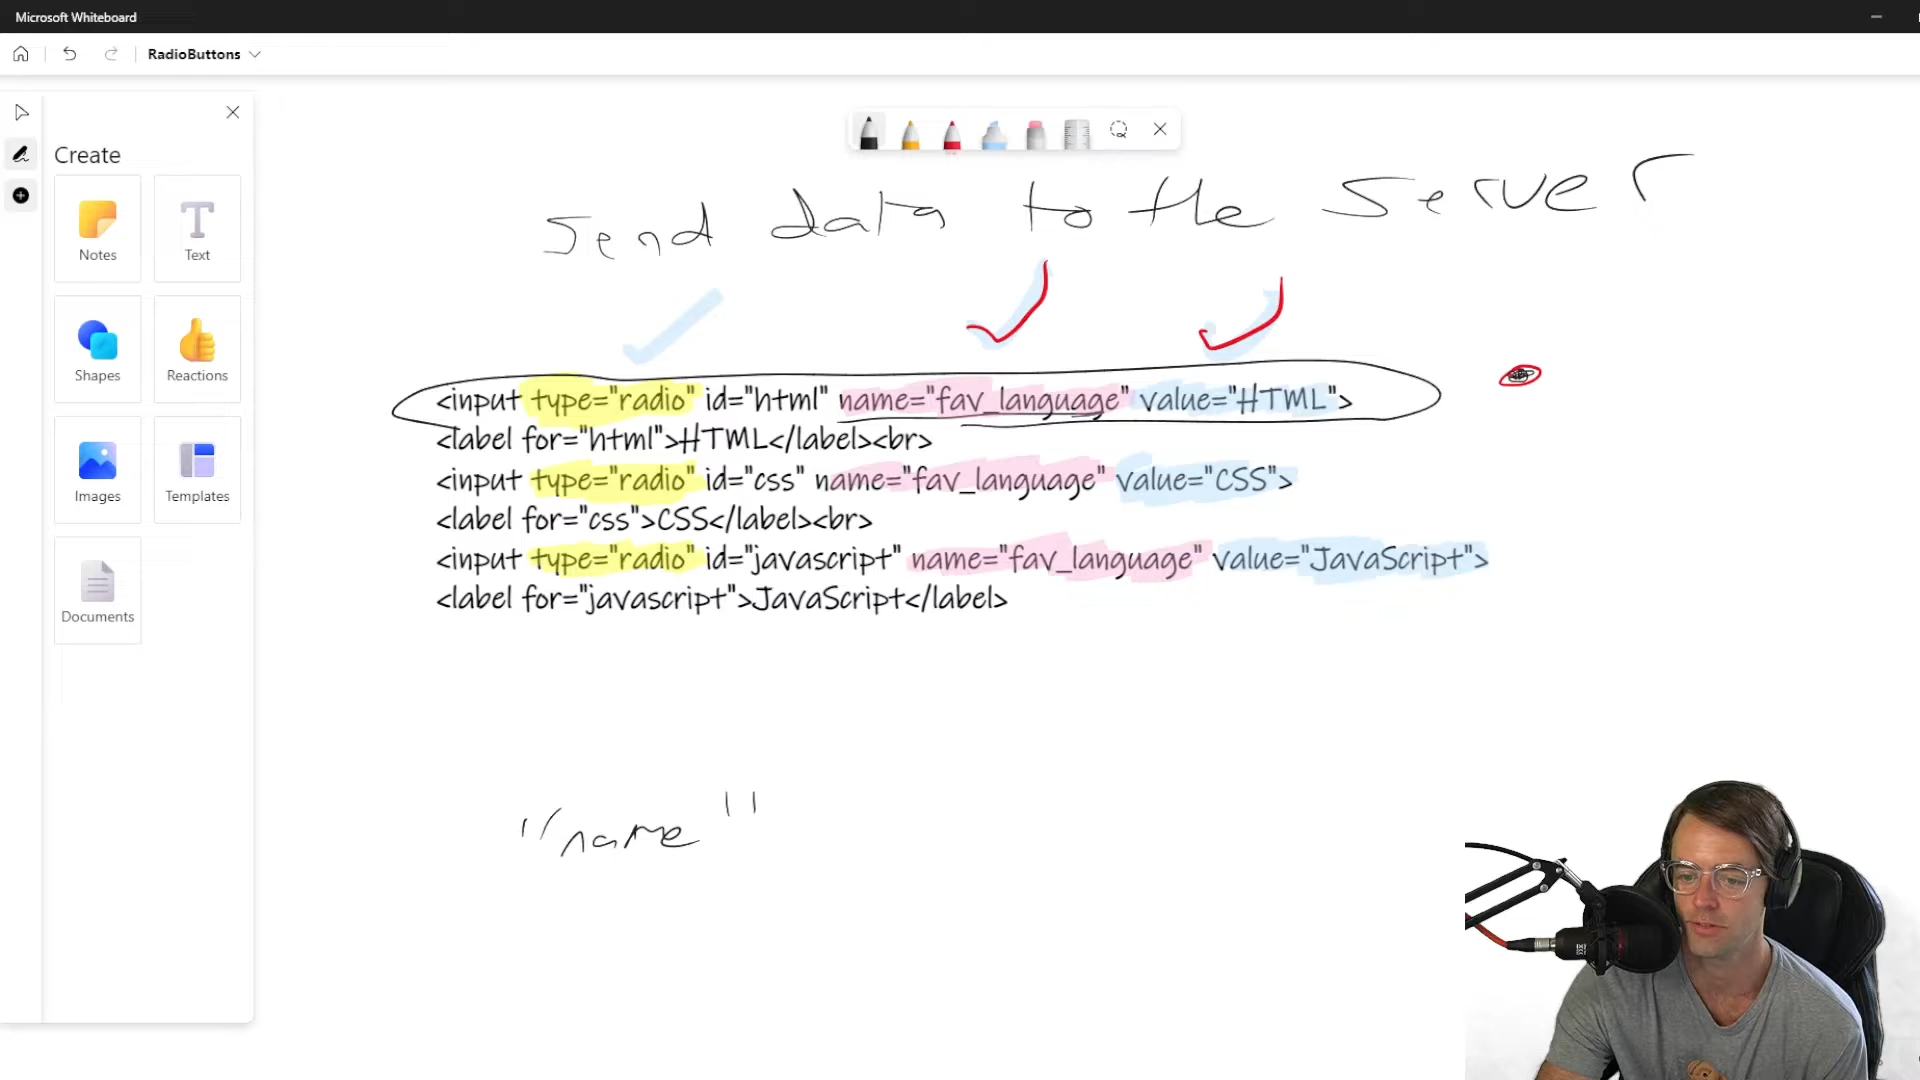 Microsoft Whiteboard
RadioButtons
Create
Notes
Text
Shapes
Reactions
Images
Templates
Documents
Send data to the server
<input type="radio" id="html" name="fav_language" value="HTML">
<label for="html">HTML</label><br>
<input type="radio" id="css" name="fav_language" value="CSS">
<label for="css">CSS</label><br>
<input type="radio" id="javascript" name="fav_language" value="JavaScript">
<label for="javascript">JavaScript</label>
"name"